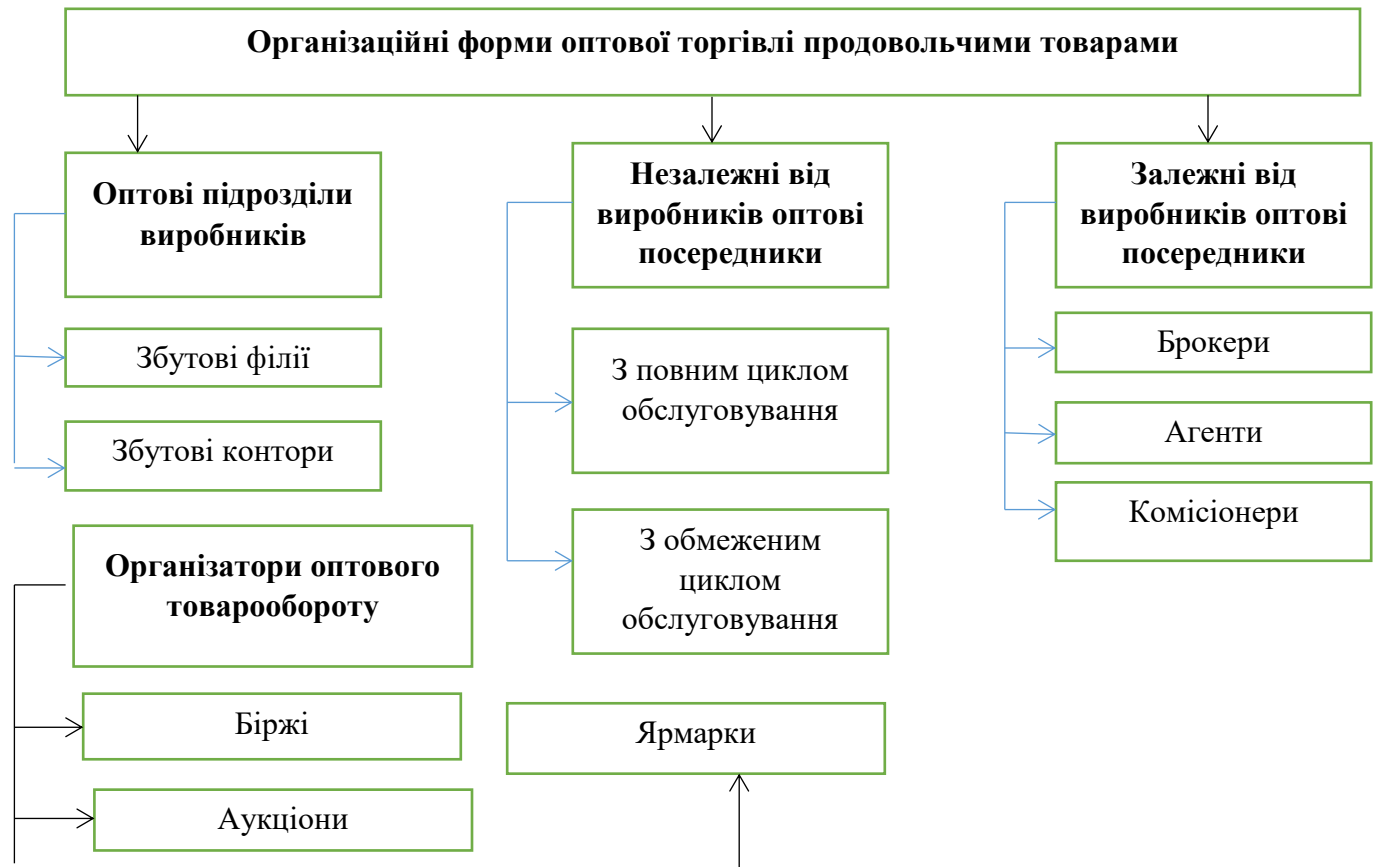 Організаційні форми оптової торгівлі продовольчими товарами
Оптові підрозділи
виробників
Незалежні від
виробників оптові
посередники
Залежні від
виробників оптові
посередники
Збутові філії
Збутові контори
З повним циклом
обслуговування
З обмеженим
циклом
обслуговування
Брокери
Агенти
Комісіонери
Організатори оптового
товарообороту
Біржі
Аукціони
Ярмарки